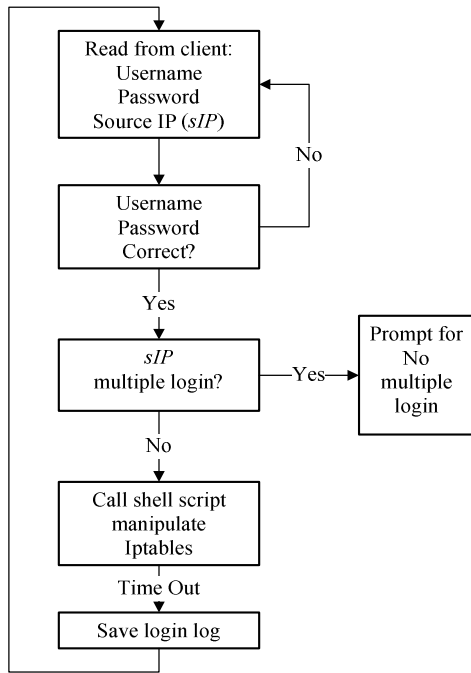 Read from client:
Username
Password
Source IP (sIP)
No
Username
Password
Correct?
Yes
sIP
multiple login?
Yes
Prompt for
No
multiple
login
No
Call shell script
manipulate
Iptables
Time Out
Save login log